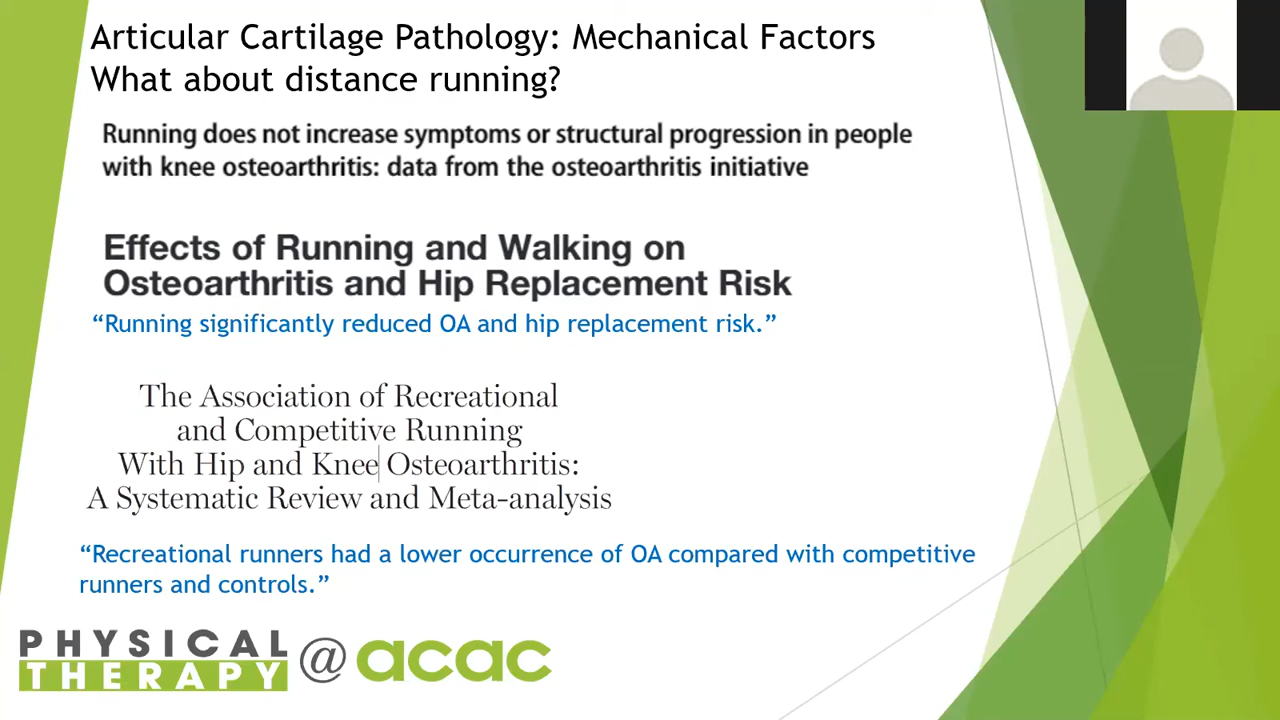 Articular Cartilage Pathology: Mechanical Factors
What about distance running?
Running does not increase symptoms or structural progression in people
with knee osteoarthritis: data from the osteoarthritis initiative
Effects of Running and Walking on
Osteoarthritis and Hip Replacement Risk
“Running significantly reduced OA and hip replacement risk.”
The Association of Recreational
and Competitive Running
With Hip and Knee Osteoarthritis:
A Systematic Review and Meta-analysis
“Recreational runners had a lower occurrence of OA compared with competitive
runners and controls.”
PHYSICAL
THERAPY @ acac